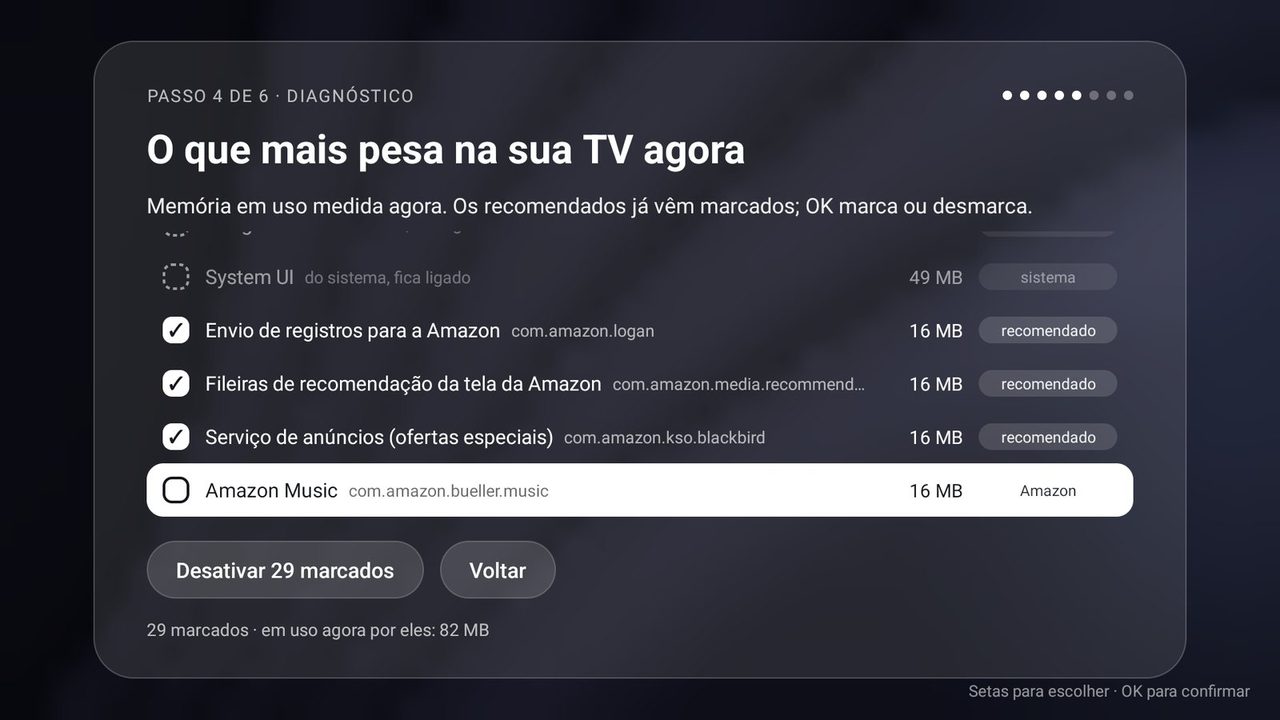 PASSO 4 DE 6 · DIAGNÓSTICO
O que mais pesa na sua TV agora
Memória em uso medida agora. Os recomendados já vêm marcados; OK marca ou desmarca.
System UI do sistema, fica ligado 49 MB sistema
Envio de registros para a Amazon com.amazon.logan 16 MB recomendado
Fileiras de recomendação da tela da Amazon com.amazon.media.recommend... 16 MB recomendado
Serviço de anúncios (ofertas especiais) com.amazon.kso.blackbird 16 MB recomendado
Amazon Music com.amazon.bueller.music 16 MB Amazon
Desativar 29 marcados Voltar
29 marcados · em uso agora por eles: 82 MB
Setas para escolher · OK para confirmar